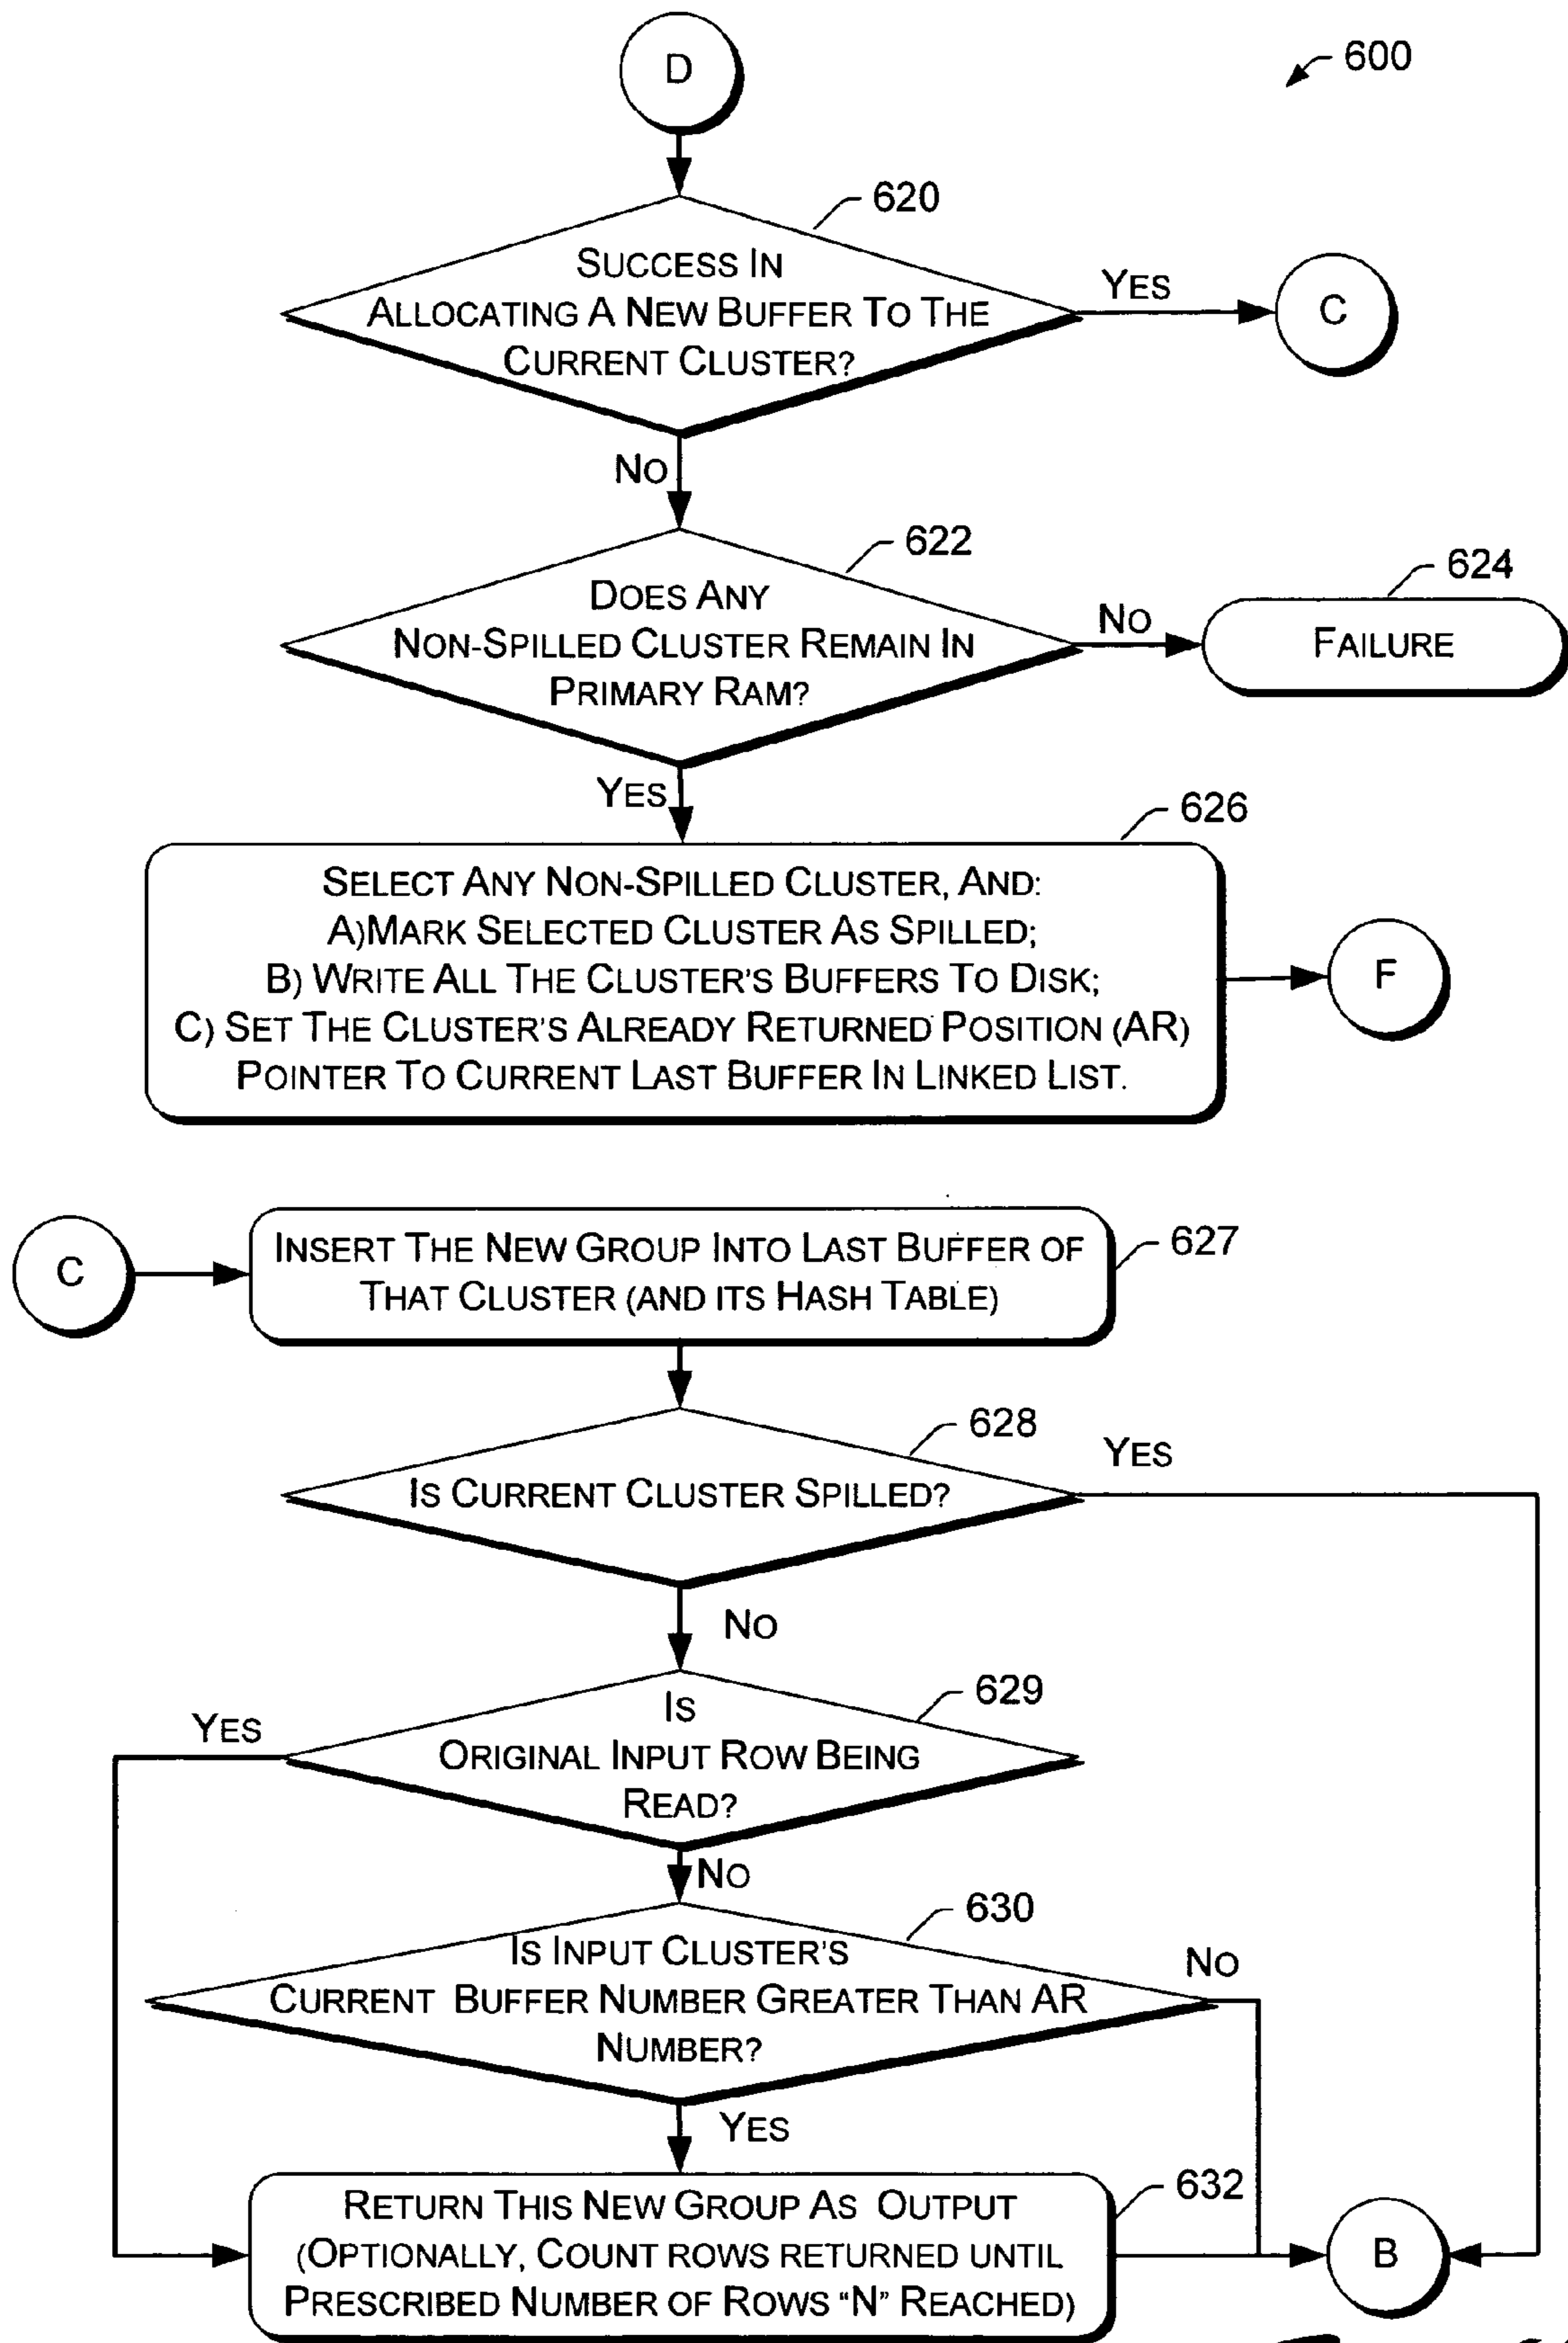 D
600
620
SUCCESS IN
ALLOCATING A NEW BUFFER TO THE
CURRENT CLUSTER?
YES
C
NO
622
DOES ANY
NON-SPILLED CLUSTER REMAIN IN
PRIMARY RAM?
NO
624
FAILURE
YES
626
SELECT ANY NON-SPILLED CLUSTER, AND:
A)MARK SELECTED CLUSTER AS SPILLED;
B) WRITE ALL THE CLUSTER'S BUFFERS TO DISK;
C) SET THE CLUSTER'S ALREADY RETURNED POSITION (AR)
POINTER TO CURRENT LAST BUFFER IN LINKED LIST.
F
C
INSERT THE NEW GROUP INTO LAST BUFFER OF
THAT CLUSTER (AND ITS HASH TABLE)
627
628
IS CURRENT CLUSTER SPILLED?
YES
NO
629
IS
ORIGINAL INPUT ROW BEING
READ?
YES
NO
630
IS INPUT CLUSTER'S
CURRENT BUFFER NUMBER GREATER THAN AR
NUMBER?
NO
YES
632
RETURN THIS NEW GROUP AS OUTPUT
(OPTIONALLY, COUNT ROWS RETURNED UNTIL
PRESCRIBED NUMBER OF ROWS "N" REACHED)
B